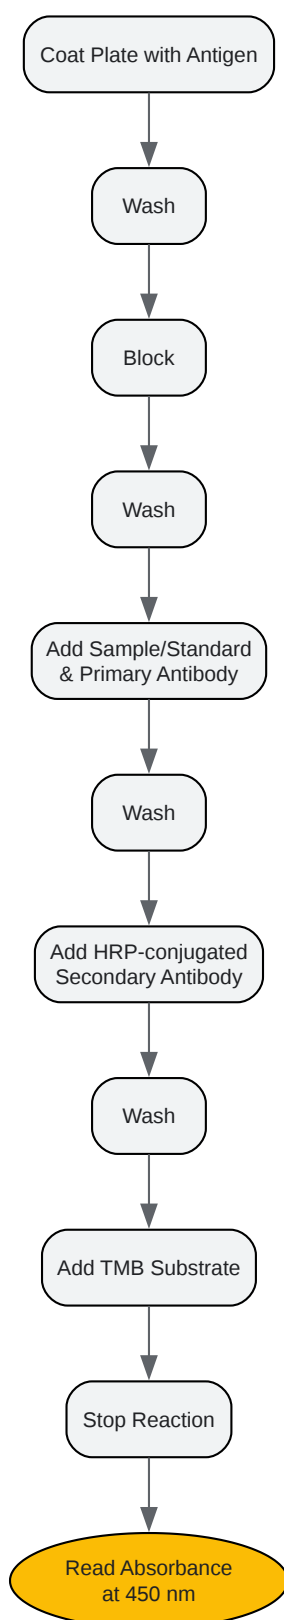 Coat Plate with Antigen
Wash
Block
Wash
Add Sample/Standard
& Primary Antibody
Wash
Add HRP-conjugated
Secondary Antibody
Wash
Add TMB Substrate
Stop Reaction
Read Absorbance
at 450 nm